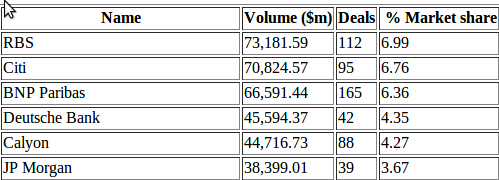 Name Volume ($m) Deals % Market share
RBS 73,181.59 112 6.99
Citi 70,824.57 95 6.76
BNP Paribas 66,591.44 165 6.36
Deutsche Bank 45,594.37 42 4.35
Calyon 44,716.73 88 4.27
JP Morgan 38,399.01 39 3.67